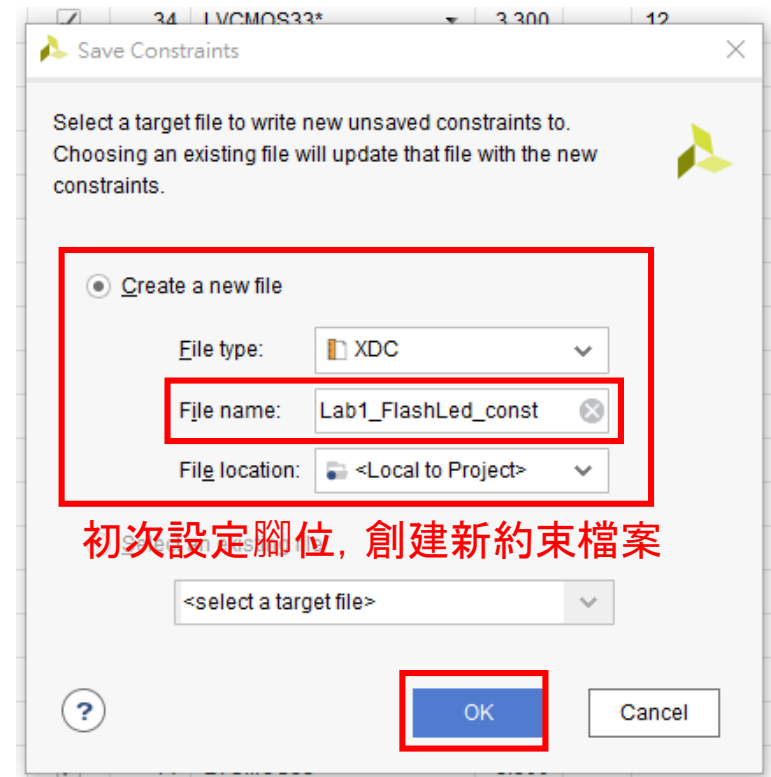 34 LVCMOS33* 3.300 12
Save Constraints
Select a target file to write new unsaved constraints to.
Choosing an existing file will update that file with the new
constraints.
Create a new file
File type: XDC
File name: Lab1_FlashLed_const
File location: <Local to Project>
初次設定腳位, 創建新約束檔案
<select a target file>
? OK Cancel